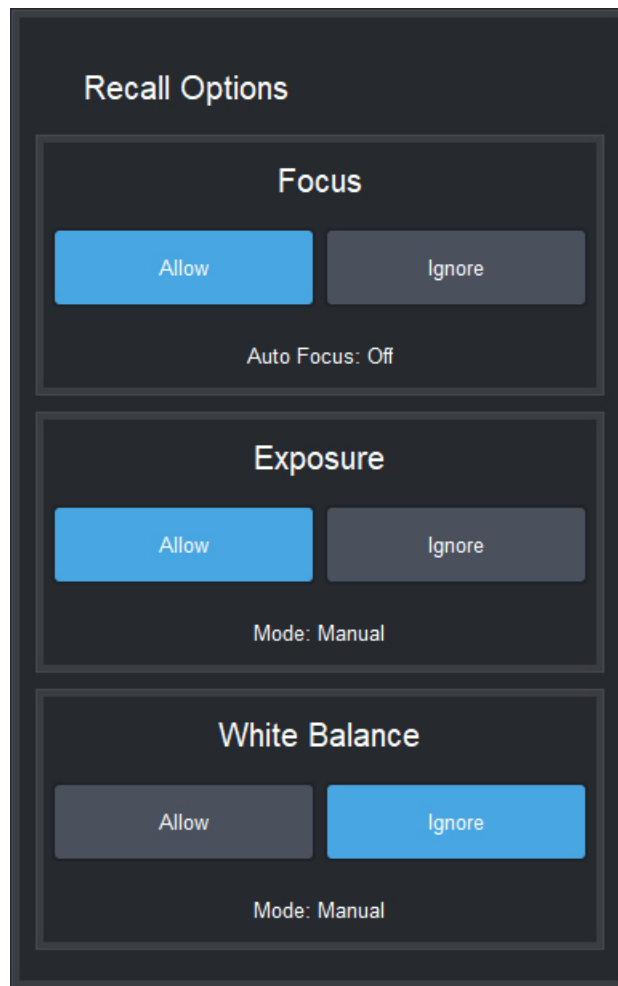 Recall Options
Focus
Allow Ignore
Auto Focus: Off
Exposure
Allow Ignore
Mode: Manual
White Balance
Allow Ignore
Mode: Manual